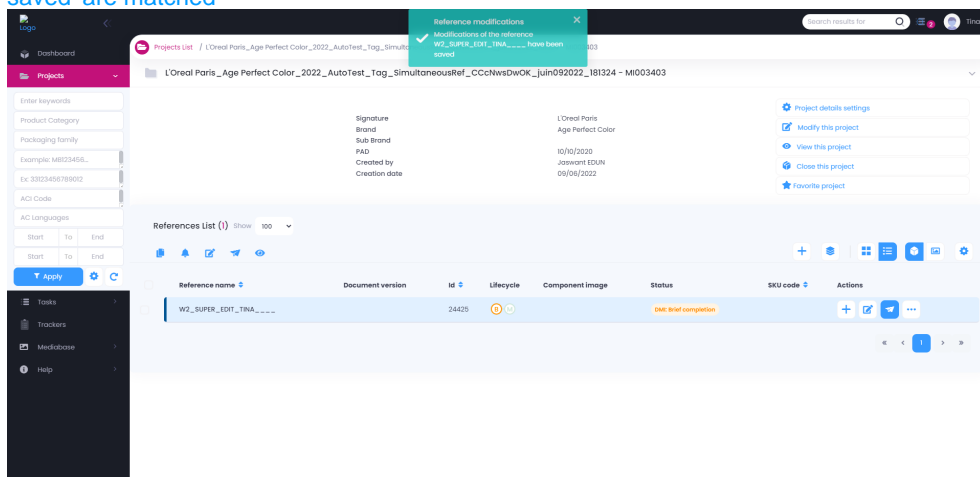 saved' are matched
Logo
Reference modifications
Modifications of the reference
W2_SUPER_EDIT_TINA____ have been
saved
Search results for
Tina
Dashboard
Projects
Projects List / L'Oreal Paris_Age Perfect Color_2022_AutoTest_Tag_Simulta
403
L'Oreal Paris_Age Perfect Color_2022_AutoTest_Tag_SimultaneousRef_CCcNwsDwOK_juin092022_181324 - MI003403
Enter keywords
Product Category
Packaging family
Example: MI123456...
Ex: 33123456789012
ACI Code
AC Languages
Start To End
Start To End
Apply
Tasks
Trackers
Mediabase
Help
Signature L'Oreal Paris
Brand Age Perfect Color
Sub Brand
PAD 10/10/2020
Created by Jaswant EDUN
Creation date 09/06/2022
Project details settings
Modify this project
View this project
Close this project
Favorite project
References List (1) Show 100
Reference name Document version Id Lifecycle Component image Status SKU code Actions
W2_SUPER_EDIT_TINA____ 24425 D DMI: Brief completion
« < 1 > »